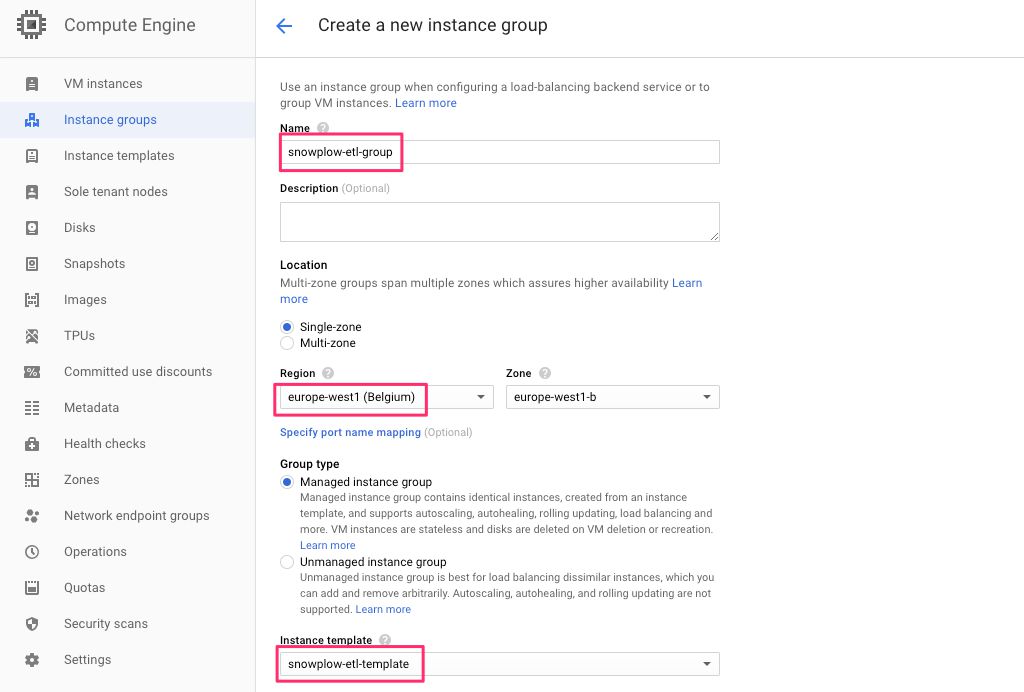 Compute Engine
VM instances
Instance groups
Instance templates
Sole tenant nodes
Disks
Snapshots
Images
TPUs
Committed use discounts
Metadata
Health checks
Zones
Network endpoint groups
Operations
Quotas
Security scans
Settings
Create a new instance group
Use an instance group when configuring a load-balancing backend service or to
group VM instances. Learn more
Name ?
snowplow-etl-group
Description (Optional)
Location
Multi-zone groups span multiple zones which assures higher availability Learn
more
Single-zone
Multi-zone
Region ? Zone ?
europe-west1 (Belgium) europe-west1-b
Specify port name mapping (Optional)
Group type
Managed instance group
Managed instance group contains identical instances, created from an instance
template, and supports autoscaling, autohealing, rolling updating, load balancing and
more. VM instances are stateless and disks are deleted on VM deletion or recreation.
Learn more
Unmanaged instance group
Unmanaged instance group is best for load balancing dissimilar instances, which you
can add and remove arbitrarily. Autoscaling, autohealing, and rolling updating are not
supported. Learn more
Instance template ?
snowplow-etl-template